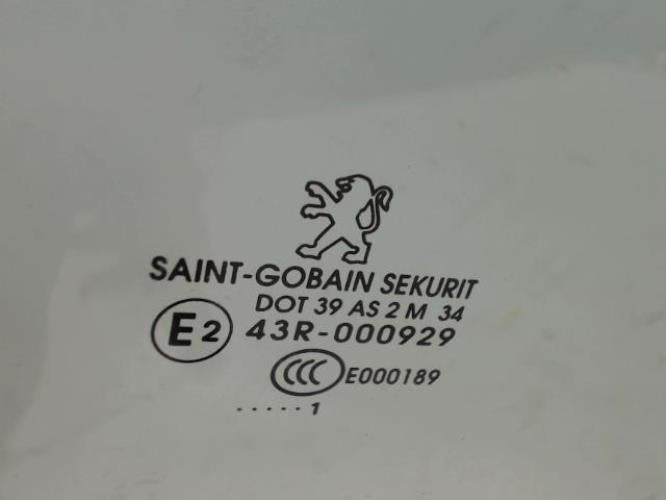 SAINT-GOBAIN SEKURIT
DOT 39 AS 2 M 34
E2 43R-000929
CCC E000189
. . . . . 1